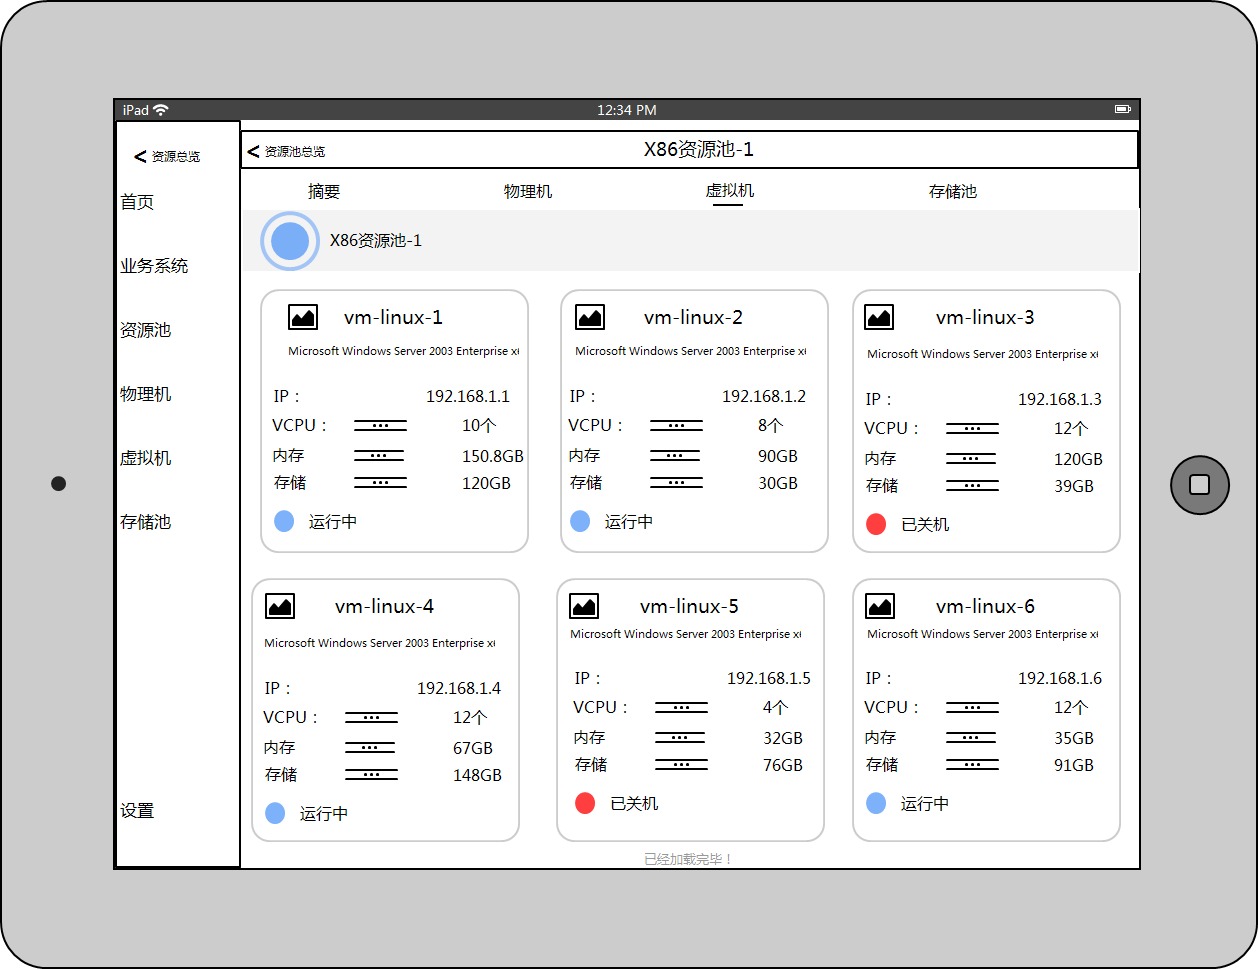 iPad 12:34 PM
< 资源总览
首页
业务系统
资源池
物理机
虚拟机
存储池
设置
< 资源池总览 X86资源池-1
摘要 物理机 虚拟机 存储池
X86资源池-1
vm-linux-1
Microsoft Windows Server 2003 Enterprise x
IP： 192.168.1.1
VCPU： 10个
内存 150.8GB
存储 120GB
运行中
vm-linux-2
Microsoft Windows Server 2003 Enterprise x
IP： 192.168.1.2
VCPU： 8个
内存 90GB
存储 30GB
运行中
vm-linux-3
Microsoft Windows Server 2003 Enterprise x
IP： 192.168.1.3
VCPU： 12个
内存 120GB
存储 39GB
已关机
vm-linux-4
Microsoft Windows Server 2003 Enterprise x
IP： 192.168.1.4
VCPU： 12个
内存 67GB
存储 148GB
运行中
vm-linux-5
Microsoft Windows Server 2003 Enterprise x
IP： 192.168.1.5
VCPU： 4个
内存 32GB
存储 76GB
已关机
vm-linux-6
Microsoft Windows Server 2003 Enterprise x
IP： 192.168.1.6
VCPU： 12个
内存 35GB
存储 91GB
运行中
已经加载完毕！